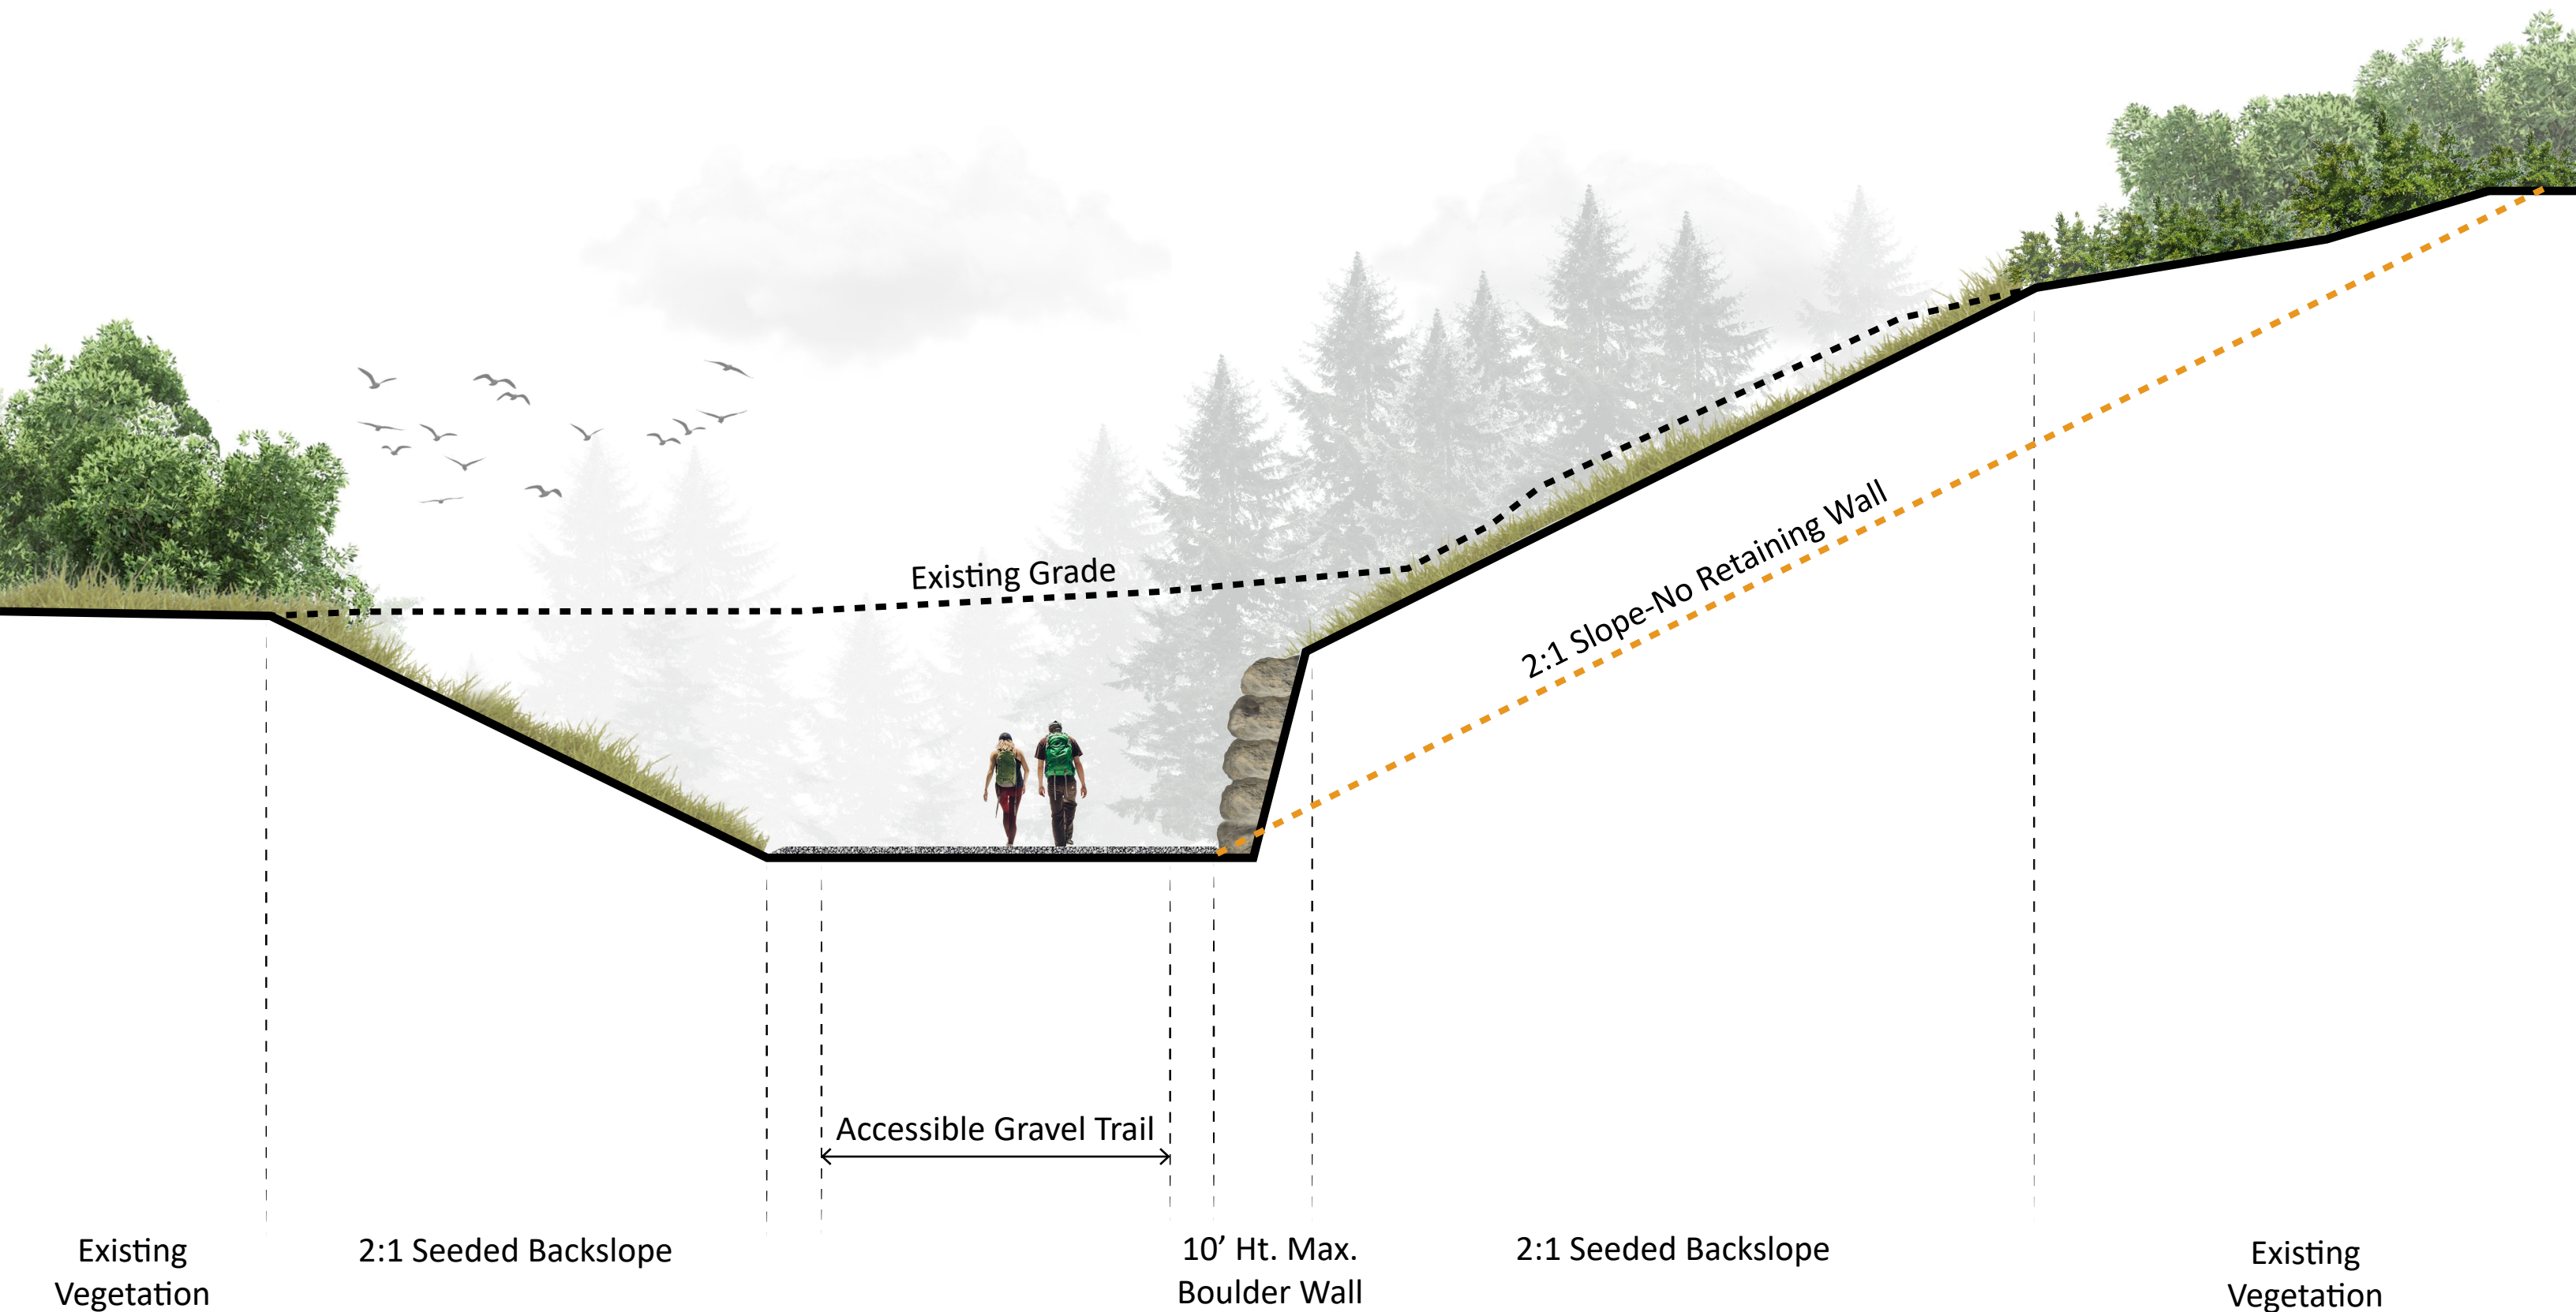 Existing Grade
2:1 Slope-No Retaining Wall
Accessible Gravel Trail
Existing
Vegetation
2:1 Seeded Backslope
10’ Ht. Max.
Boulder Wall
2:1 Seeded Backslope
Existing
Vegetation